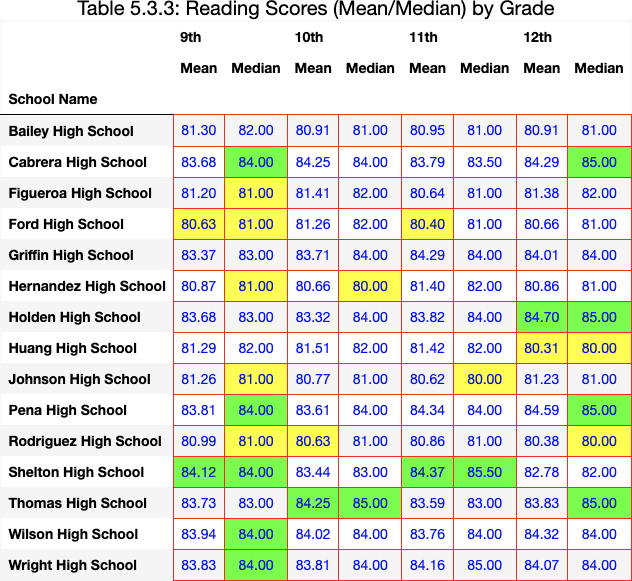 Table 5.3.3: Reading Scores (Mean/Median) by Grade
9th 10th 11th 12th
Mean Median Mean Median Mean Median Mean Median
School Name
Bailey High School 81.30 82.00 80.91 81.00 80.95 81.00 80.91 81.00
Cabrera High School 83.68 84.00 84.25 84.00 83.79 83.50 84.29 85.00
Figueroa High School 81.20 81.00 81.41 82.00 80.64 81.00 81.38 82.00
Ford High School 80.63 81.00 81.26 82.00 80.40 81.00 80.66 81.00
Griffin High School 83.37 83.00 83.71 84.00 84.29 84.00 84.01 84.00
Hernandez High School 80.87 81.00 80.66 80.00 81.40 82.00 80.86 81.00
Holden High School 83.68 83.00 83.32 84.00 83.82 84.00 84.70 85.00
Huang High School 81.29 82.00 81.51 82.00 81.42 82.00 80.31 80.00
Johnson High School 81.26 81.00 80.77 81.00 80.62 80.00 81.23 81.00
Pena High School 83.81 84.00 83.61 84.00 84.34 84.00 84.59 85.00
Rodriguez High School 80.99 81.00 80.63 81.00 80.86 81.00 80.38 80.00
Shelton High School 84.12 84.00 83.44 83.00 84.37 85.50 82.78 82.00
Thomas High School 83.73 83.00 84.25 85.00 83.59 83.00 83.83 85.00
Wilson High School 83.94 84.00 84.02 84.00 83.76 84.00 84.32 84.00
Wright High School 83.83 84.00 83.81 84.00 84.16 85.00 84.07 84.00